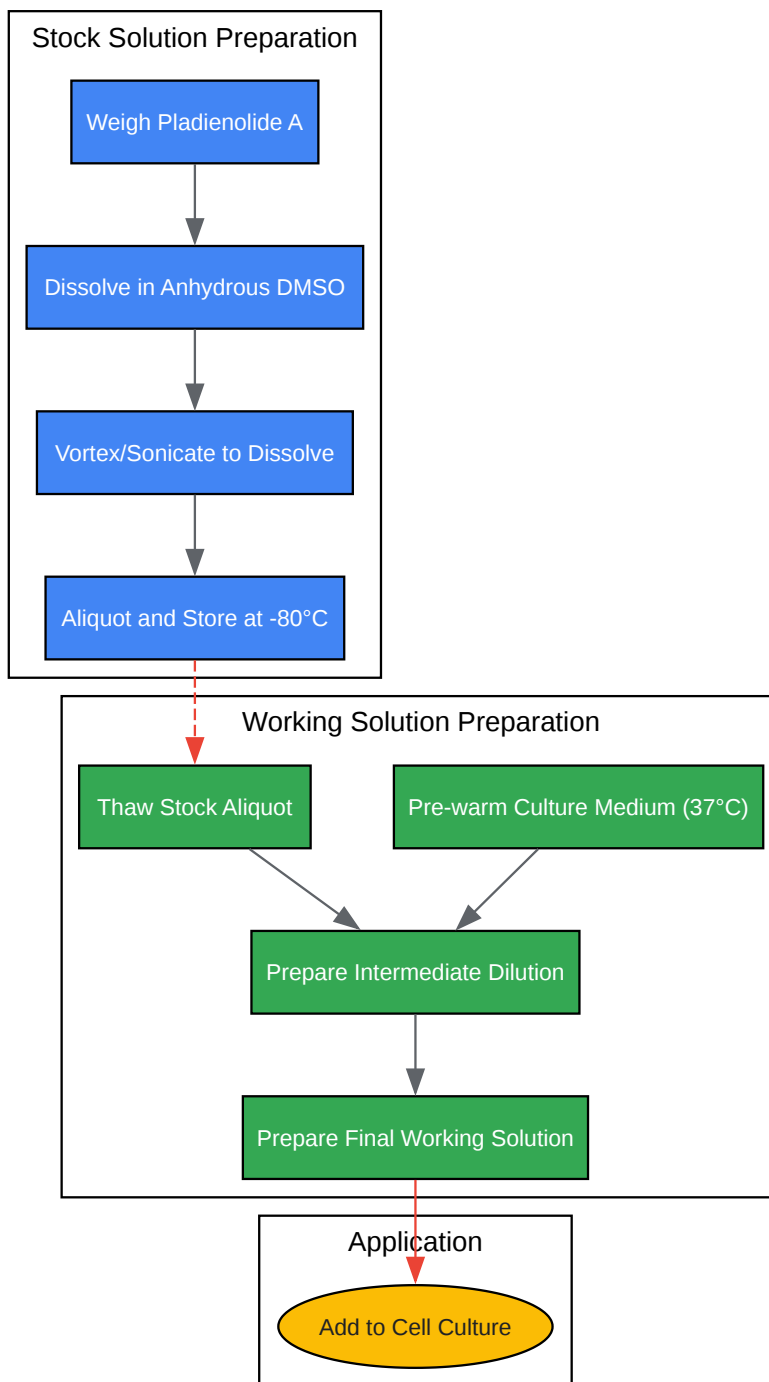 Stock Solution Preparation
Weigh Pladienolide A
Dissolve in Anhydrous DMSO
Vortex/Sonicate to Dissolve
Aliquot and Store at -80°C
Working Solution Preparation
Thaw Stock Aliquot
Pre-warm Culture Medium (37°C)
Prepare Intermediate Dilution
Prepare Final Working Solution
Application
Add to Cell Culture